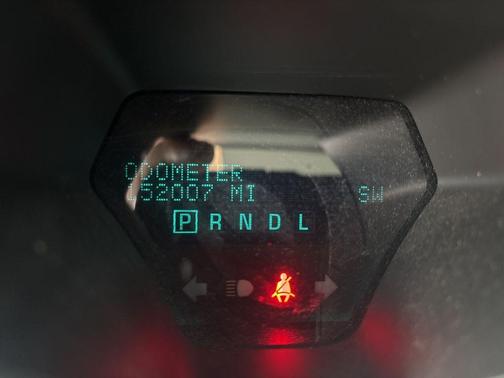 ODOMETER
152007 MI SW
P R N D L